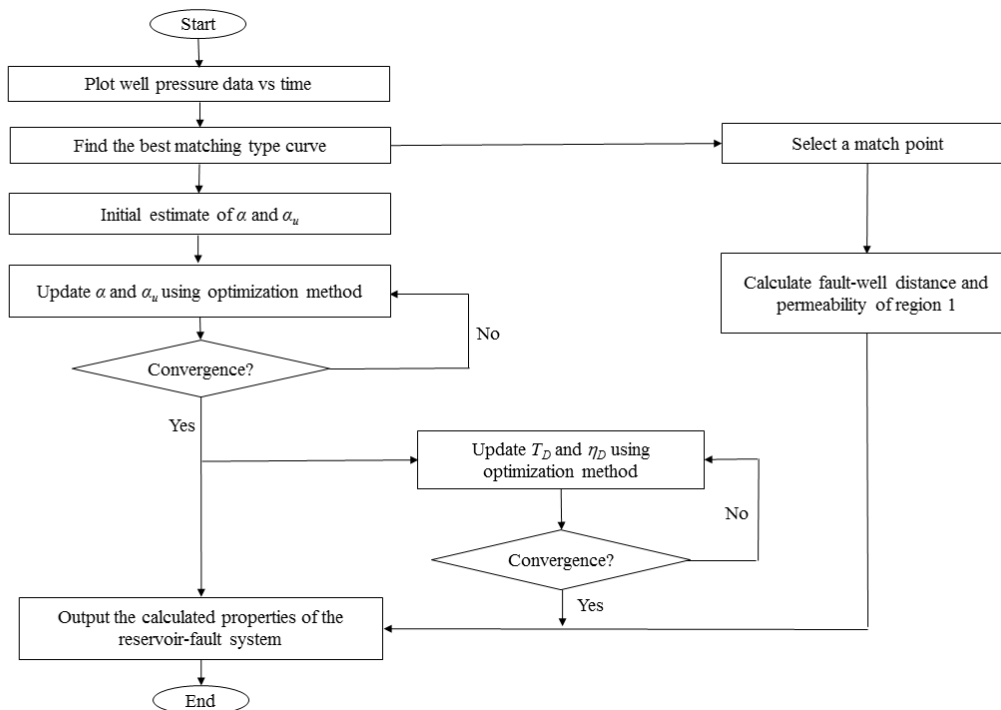 Start
Plot well pressure data vs time
Find the best matching type curve
Select a match point
Initial estimate of α and αu
Update α and αu using optimization method
Calculate fault-well distance and
permeability of region 1
No
Convergence?
Yes
Update TD and ηD using
optimization method
No
Convergence?
Yes
Output the calculated properties of the
reservoir-fault system
End